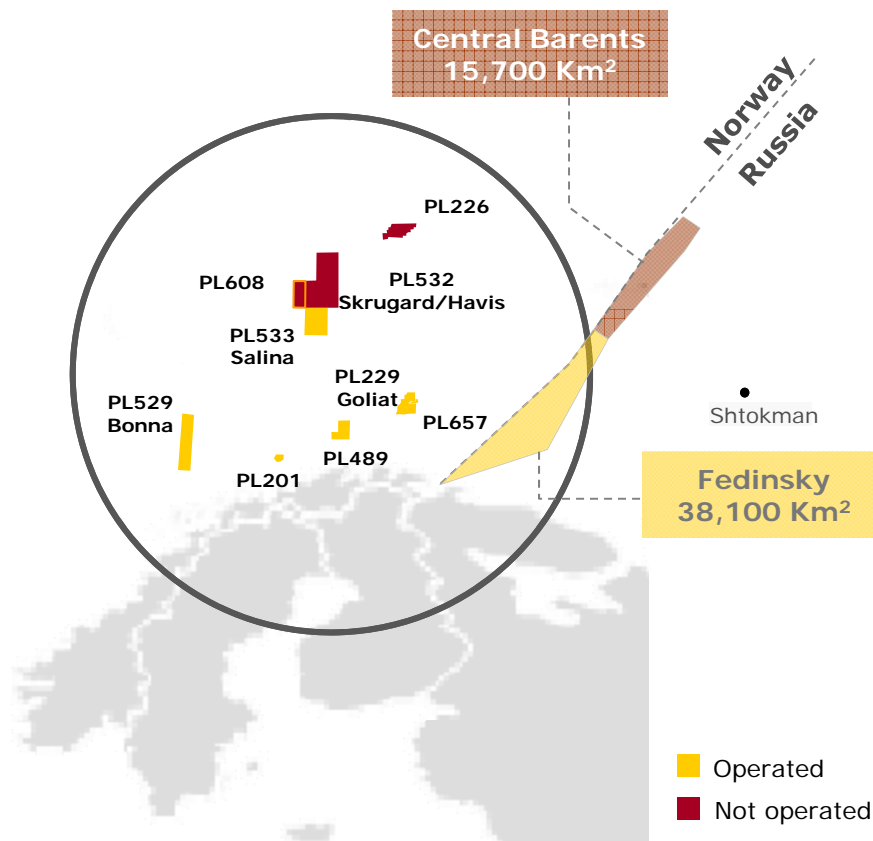 Central Barents
15,700 Km²
Norway
Russia
PL226
PL608
PL532
Skrugard/Havis
PL533
Salina
PL229
Goliat
PL529
Bonna
PL657
PL489
PL201
Shtokman
Fedinsky
38,100 Km²
Operated
Not operated